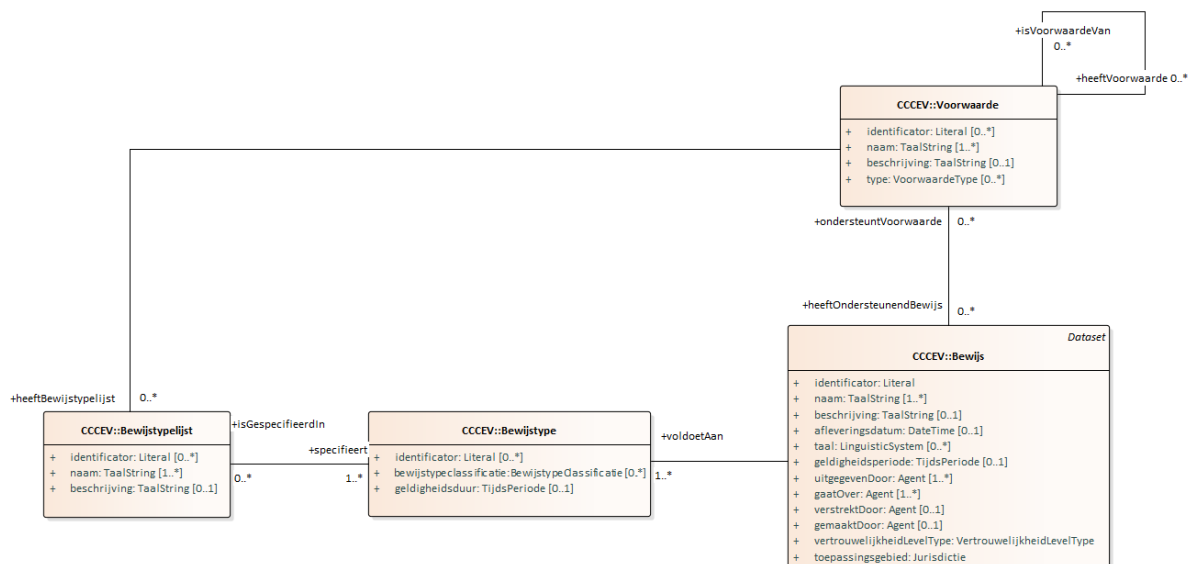 +isVoorwaardeVan
0..*
+heeftVoorwaarde 0..*
CCCEV::Voorwaarde
+ identificator: Literal [0..*]
+ naam: TaalString [1..*]
+ beschrijving: TaalString [0..1]
+ type: VoorwaardeType [0..*]
+ondersteuntVoorwaarde 0..*
+heeftOndersteunendBewijs 0..*
Dataset
CCCEV::Bewijs
+ identificator: Literal
+ naam: TaalString [1..*]
+ beschrijving: TaalString [0..1]
+ afleveringsdatum: DateTime [0..1]
+ taal: LinguisticSystem [0..*]
+ geldigheidsperiode: TijdsPeriode [0..1]
+ uitgegevenDoor: Agent [1..*]
+ gaatOver: Agent [1..*]
+ verstrektDoor: Agent [0..1]
+ gemaaktDoor: Agent [0..1]
+ vertrouwelijkheidLevelType: VertrouwelijkheidLevelType
+ toepassingsgebied: Jurisdictie
+heeftBewijstypelijst 0..*
CCCEV::Bewijstypelijst
+ identificator: Literal [0..*]
+ naam: TaalString [1..*]
+ beschrijving: TaalString [0..1]
+isGespecifieerdIn
0..*
+specifieert
1..*
CCCEV::Bewijstype
+ identificator: Literal [0..*]
+ bewijstypeclassificatie:BewijstypeClassificatie[0..*]
+ geldigheidsduur: TijdsPeriode [0..1]
+voldoetAan
1..*